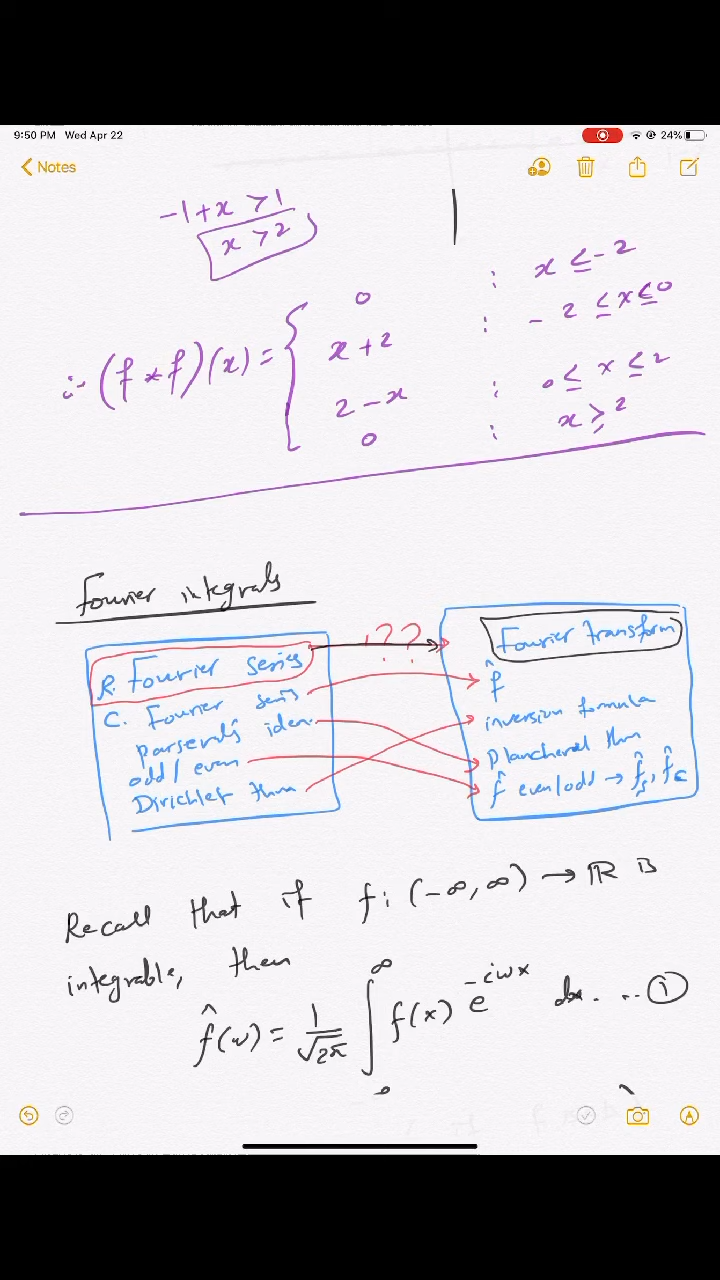 9:50 PM Wed Apr 22
24%
Notes
-1+x > 1
x > 2
∴ (f * f)(x) = {
0 : x ≤ -2
x+2 : -2 ≤ x ≤ 0
2-x : 0 ≤ x ≤ 2
0 : x ≥ 2
Fourier integrals
R. Fourier series
C. Fourier seris
parseval's iden.
odd / even
Dirichlet thm
??
Fourier transform
f̂
inversion formula
plancheral thm
f̂ even/odd → f̂s, f̂c
Recall that if f: (-∞, ∞) → ℝ is
integrable, then
f̂(w) = 1/√2π ∫ f(x) e^-iwx dx. .. ①